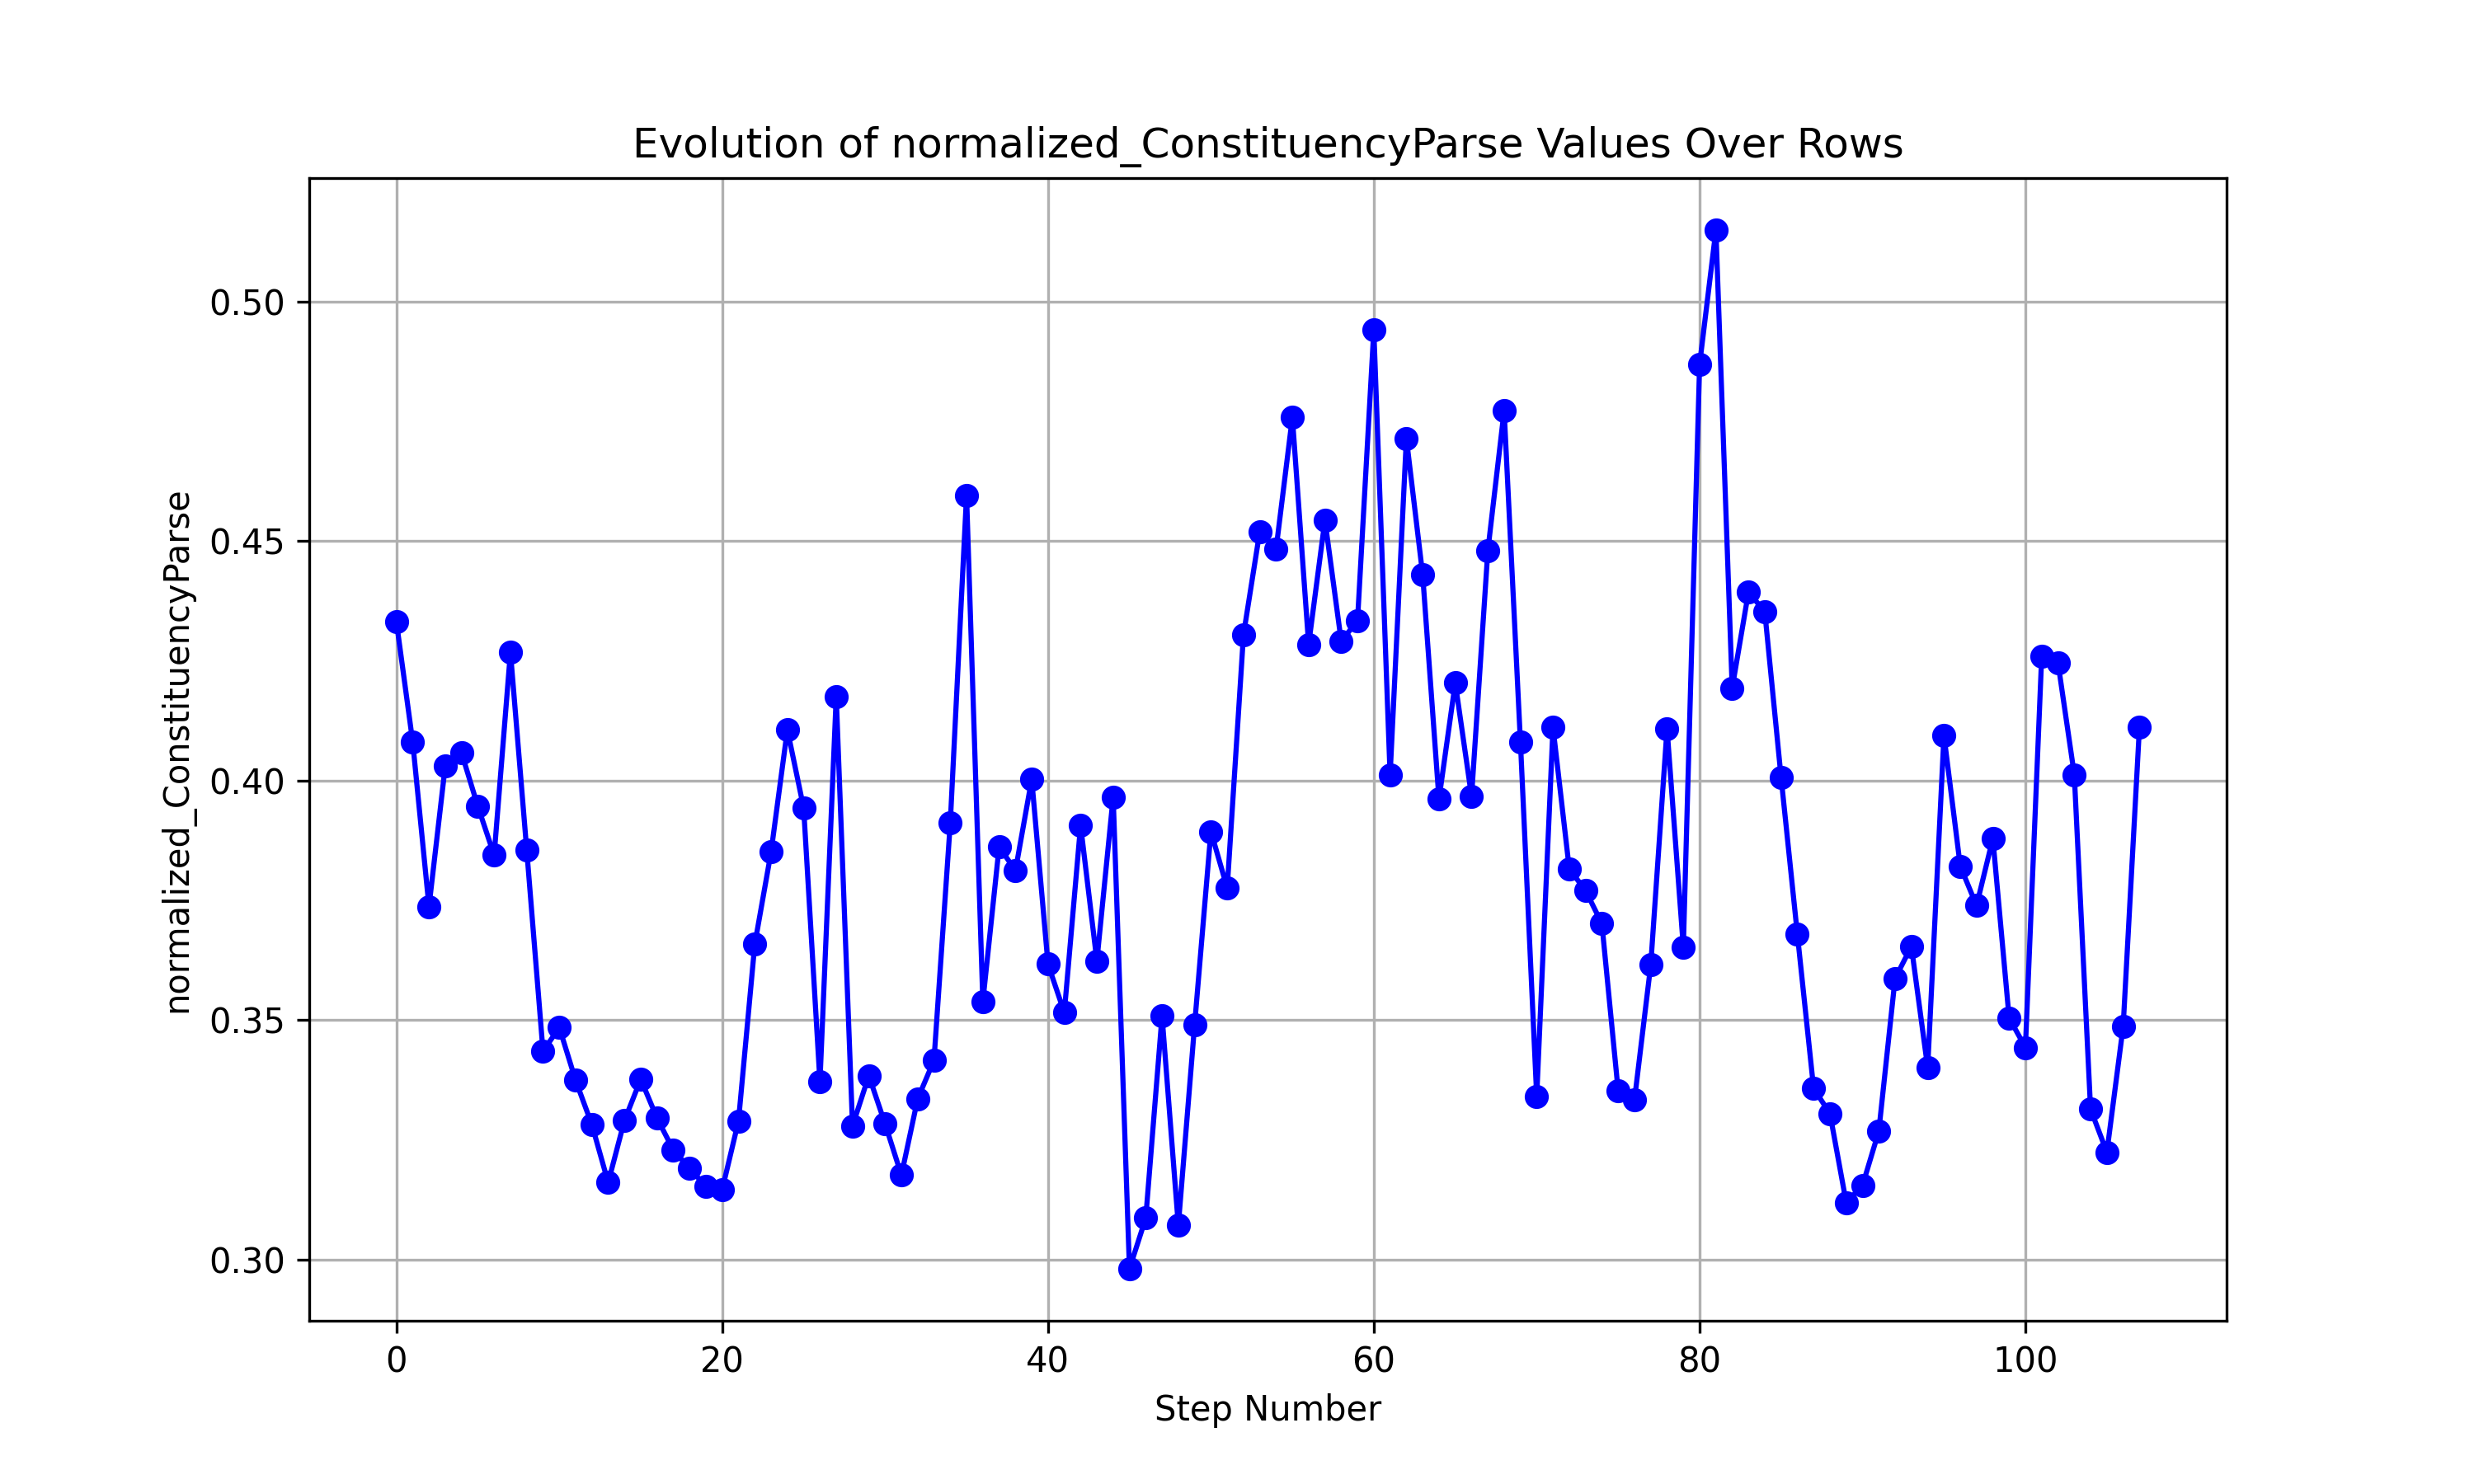 Evolution of normalized_ConstituencyParse Values Over Rows
normalized_ConstituencyParse
0.50
0.45
0.40
0.35
0.30
0 20 40 60 80 100
Step Number